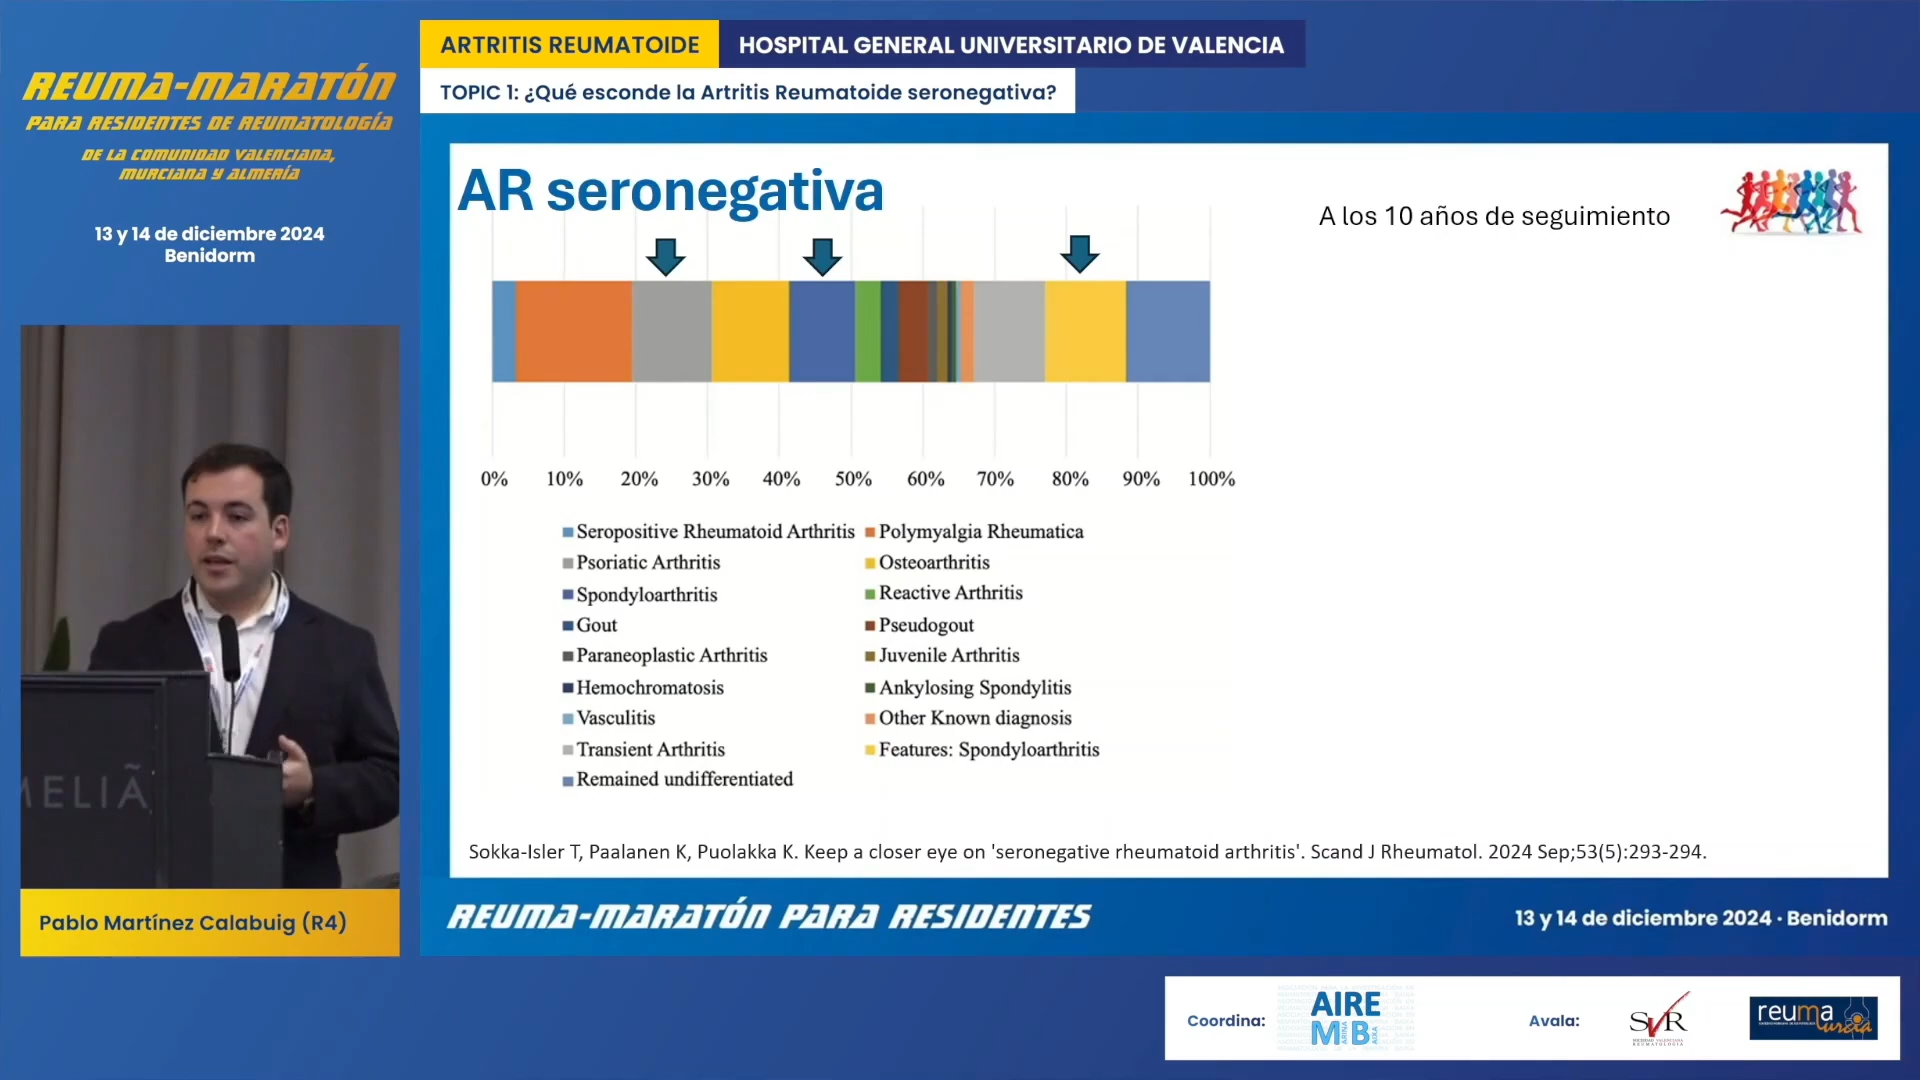 REUMA-MARATÓN
PARA RESIDENTES DE REUMATOLOGÍA
DE LA COMUNIDAD VALENCIANA,
MURCIANA Y ALMERÍA
13 y 14 de diciembre 2024
Benidorm
ARTRITIS REUMATOIDE
HOSPITAL GENERAL UNIVERSITARIO DE VALENCIA
TOPIC 1: ¿Qué esconde la Artritis Reumatoide seronegativa?
AR seronegativa
A los 10 años de seguimiento
0% 10% 20% 30% 40% 50% 60% 70% 80% 90% 100%
Seropositive Rheumatoid Arthritis Polymyalgia Rheumatica
Psoriatic Arthritis Osteoarthritis
Spondyloarthritis Reactive Arthritis
Gout Pseudogout
Paraneoplastic Arthritis Juvenile Arthritis
Hemochromatosis Ankylosing Spondylitis
Vasculitis Other Known diagnosis
Transient Arthritis Features: Spondyloarthritis
Remained undifferentiated
Sokka-Isler T, Paalanen K, Puolakka K. Keep a closer eye on 'seronegative rheumatoid arthritis'. Scand J Rheumatol. 2024 Sep;53(5):293-294.
MELIÃ
Pablo Martínez Calabuig (R4)
REUMA-MARATÓN PARA RESIDENTES
13 y 14 de diciembre 2024 · Benidorm
Coordina:
AIRE
MB
Avala:
SVR
reuma